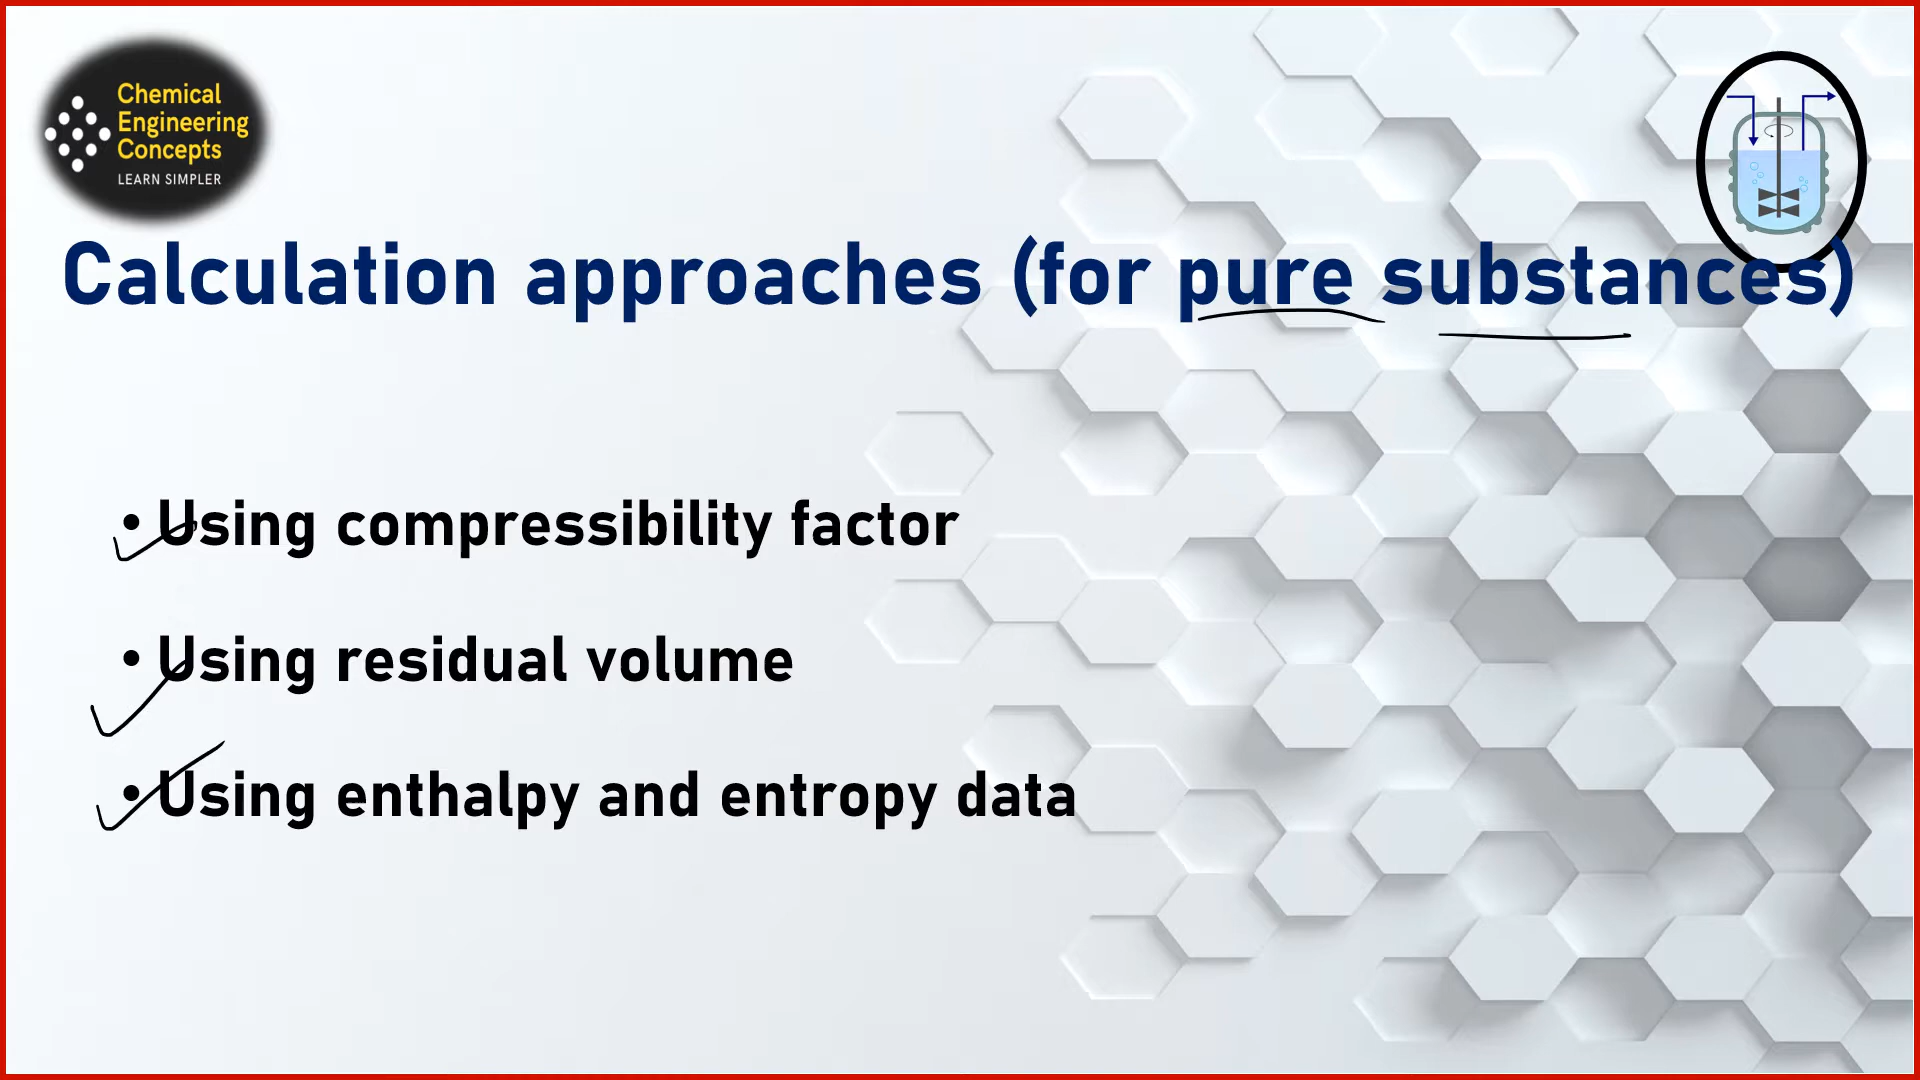 Chemical
Engineering
Concepts
LEARN SIMPLER
Calculation approaches (for pure substances)
• Using compressibility factor
• Using residual volume
• Using enthalpy and entropy data